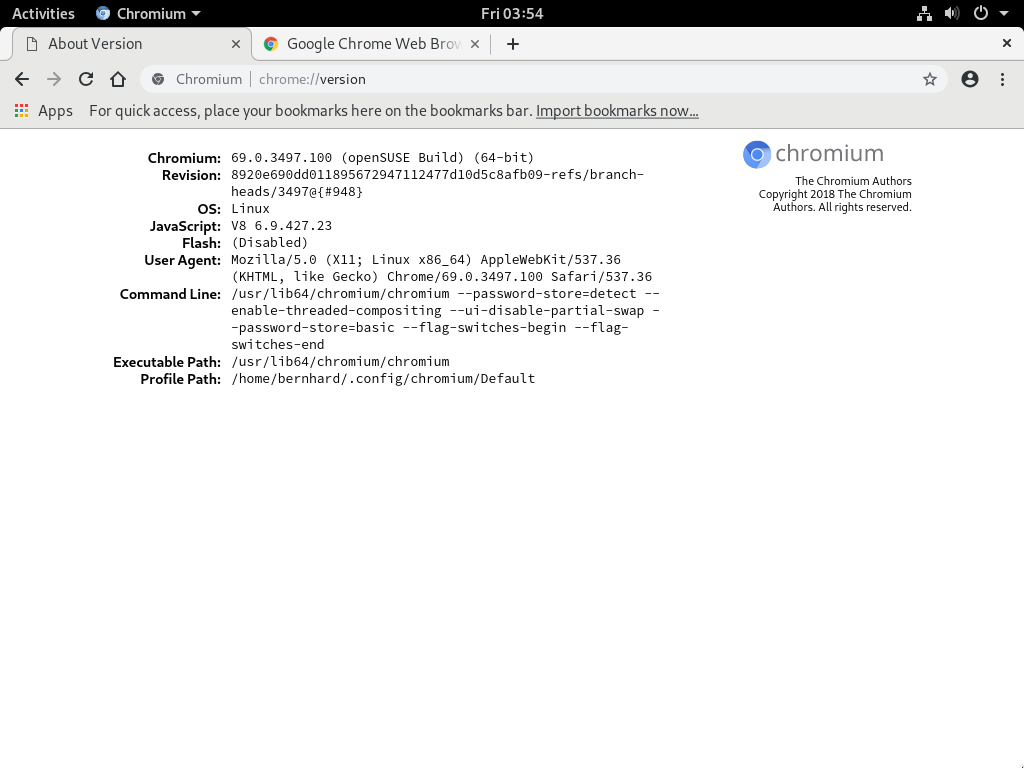 Activities Chromium Fri 03:54
About Version Google Chrome Web Brow
Chromium chrome://version
Apps For quick access, place your bookmarks here on the bookmarks bar. Import bookmarks now...
chromium
The Chromium Authors
Copyright 2018 The Chromium
Authors. All rights reserved.
Chromium: 69.0.3497.100 (openSUSE Build) (64-bit)
Revision: 8920e690dd011895672947112477d10d5c8afb09-refs/branch-
heads/3497@{#948}
OS: Linux
JavaScript: V8 6.9.427.23
Flash: (Disabled)
User Agent: Mozilla/5.0 (X11; Linux x86_64) AppleWebKit/537.36
(KHTML, like Gecko) Chrome/69.0.3497.100 Safari/537.36
Command Line: /usr/lib64/chromium/chromium --password-store=detect --
enable-threaded-compositing --ui-disable-partial-swap -
-password-store=basic --flag-switches-begin --flag-
switches-end
Executable Path: /usr/lib64/chromium/chromium
Profile Path: /home/bernhard/.config/chromium/Default